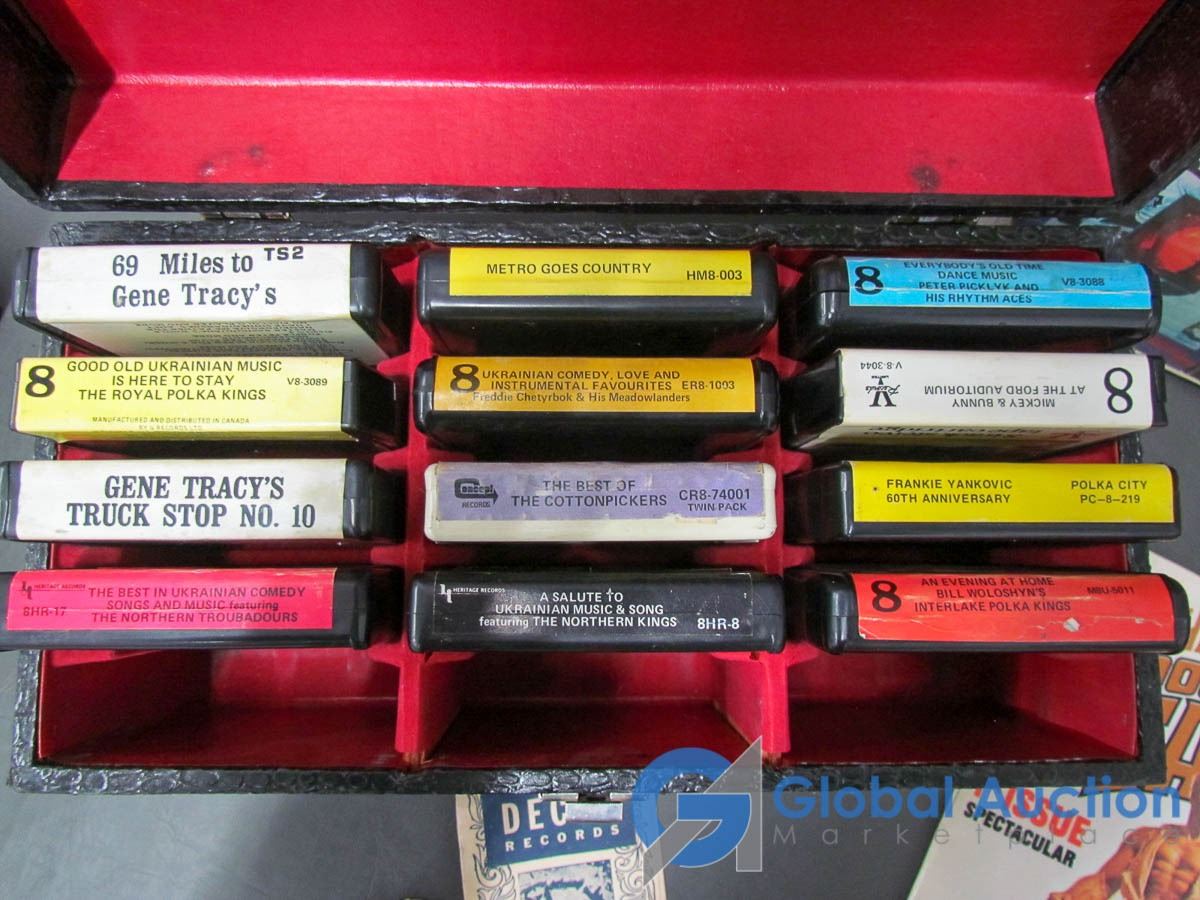 69 Miles to TS2
Gene Tracy's
METRO GOES COUNTRY HM8-003
8 EVERYBODY'S OLD TIME
DANCE MUSIC V8-3088
PETER PICKLYK AND
HIS RHYTHM ACES
8 GOOD OLD UKRAINIAN MUSIC
IS HERE TO STAY V8-3089
THE ROYAL POLKA KINGS
MANUFACTURED AND DISTRIBUTED IN CANADA
8 UKRAINIAN COMEDY, LOVE AND
INSTRUMENTAL FAVOURITES ER8-1003
Freddie Chetyrbok & His Meadowlanders
8 MICKEY & BUNNY
AT THE FORD AUDITORIUM
V-8-3044
GENE TRACY'S
TRUCK STOP NO. 10
Concept
RECORDS
THE BEST OF
THE COTTONPICKERS
CR8-74001
TWIN PACK
FRANKIE YANKOVIC POLKA CITY
60TH ANNIVERSARY PC-8-219
HERITAGE RECORDS
THE BEST IN UKRAINIAN COMEDY
8HR-17 SONGS AND MUSIC featuring
THE NORTHERN TROUBADOURS
HERITAGE RECORDS
A SALUTE TO
UKRAINIAN MUSIC & SONG
featuring THE NORTHERN KINGS 8HR-8
8 AN EVENING AT HOME
BILL WOLOSHYN'S MBU-5011
INTERLAKE POLKA KINGS
RECORDS
ISSUE
SPECTACULAR
Global Auction
Marketplace